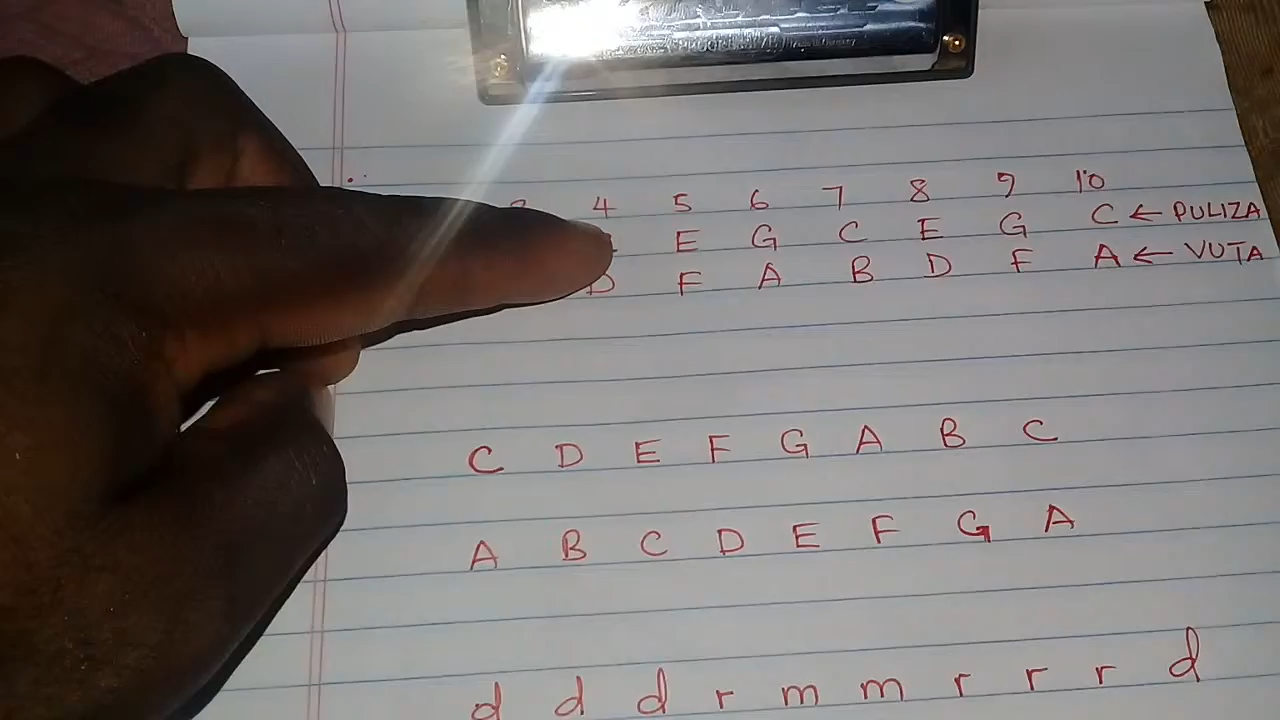 4 5 6 7 8 9 10
E G C E G C ← PULIZA
D F A B D F A ← VUTA
C D E F G A B C
A B C D E F G A
d d d r m m r r r d